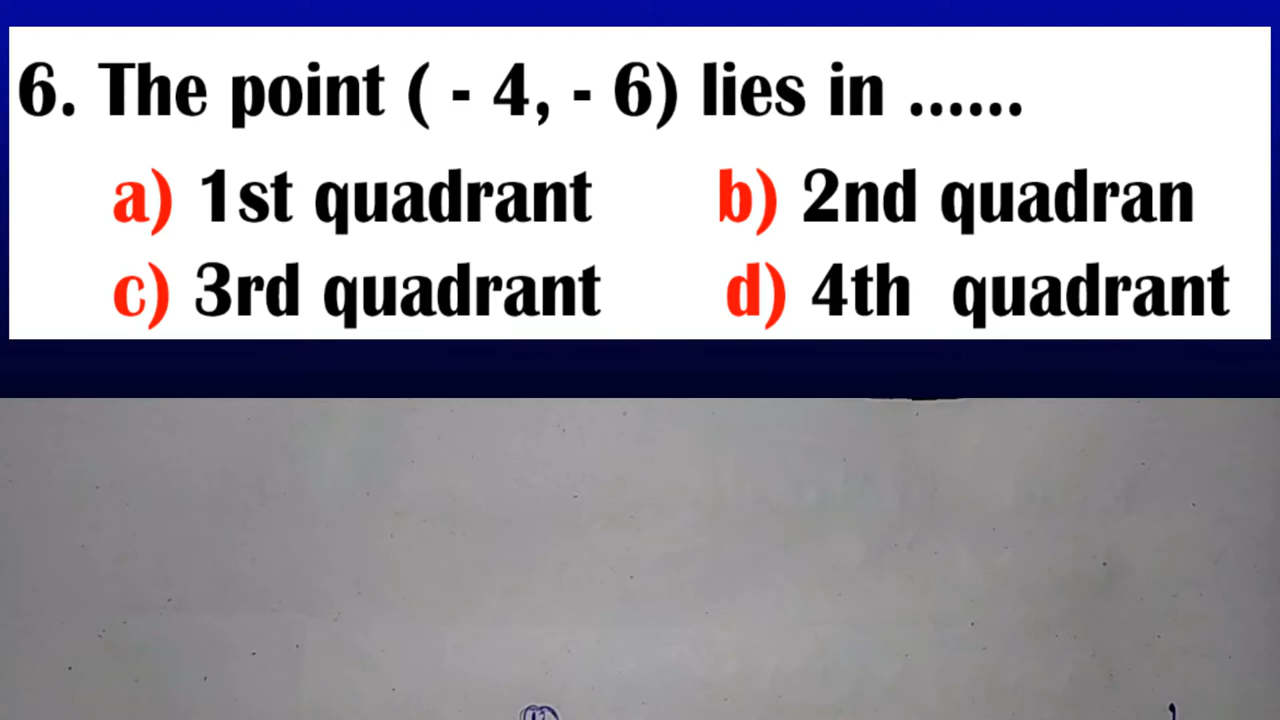 6. The point ( - 4, - 6) lies in ......
a) 1st quadrant b) 2nd quadran
c) 3rd quadrant d) 4th quadrant